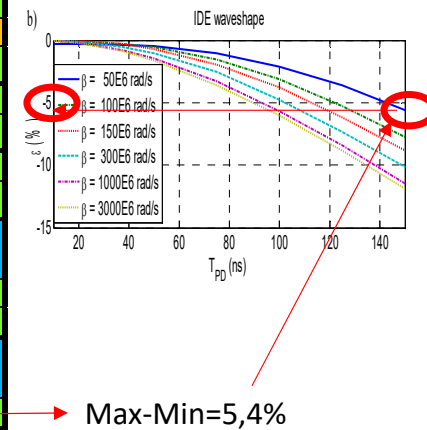 b) IDE waveshape
0
-5
-10
-15
ε ( % )
β = 50E6 rad/s
β = 100E6 rad/s
β = 150E6 rad/s
β = 300E6 rad/s
β = 1000E6 rad/s
β = 3000E6 rad/s
20 40 60 80 100 120 140
T_PD (ns)
Max-Min=5,4%